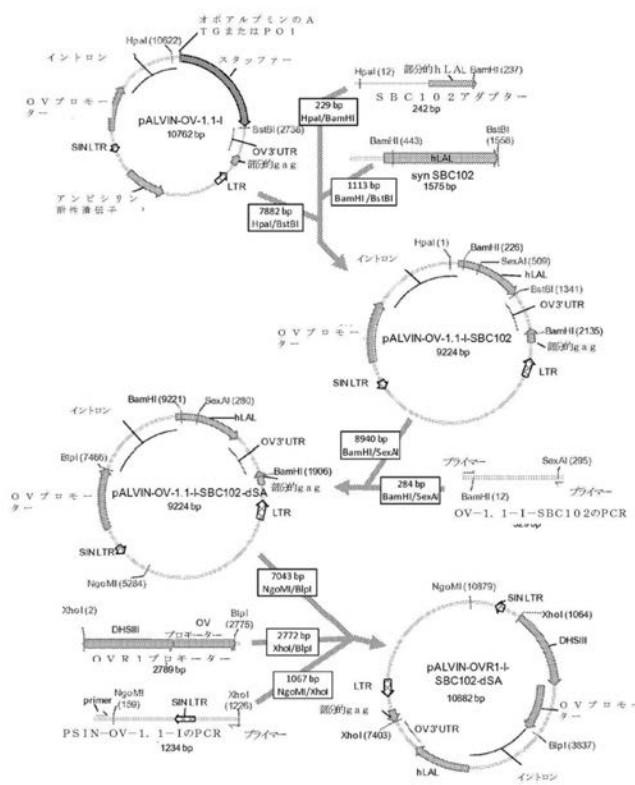 オボアルブミンのA
TGまたはPO1
HpaI (10622)
イントロン
スタッファー
OVプロモー
ター
pALVIN-OV-1.1-I
10762 bp
BstBI (2738)
OV3'UTR
部分的gag
SIN LTR
LTR
アンピシリン
耐性遺伝子
HpaI (12)
部分的hLAL
BamHI (237)
SBC102アダプター
242 bp
229 bp
HpaI/BamHI
BamHI (443)
BstBI
(1556)
hLAL
syn SBC102
1575 bp
1113 bp
BamHI/BstBI
7882 bp
HpaI/BstBI
イントロン
HpaI (1)
BamHI (226)
SexAI (509)
hLAL
BstBI (1341)
OV3'UTR
OVプロモ
ーター
pALVIN-OV-1.1-I-SBC102
9224 bp
BamHI (2135)
部分的gag
LTR
SIN LTR
BamHI (9221)
SexAI (280)
イントロン
hLAL
OV3'UTR
BlpI (7466)
BamHI (1906)
部分的gag
OVプロモ
ーター
pALVIN-OV-1.1-I-SBC102-dSA
9224 bp
LTR
SIN LTR
NgoMI (5284)
8940 bp
BamHI/SexAI
284 bp
BamHI/SexAI
プライマー
SexAI (295)
プライマー
BamHI (12)
OV-1.1-I-SBC102のPCR
7043 bp
NgoMI/BlpI
XhoI (2)
DHSIII
OV
プロモーター
BlpI
(2775)
OVR1プロモーター
2789 bp
2772 bp
XhoI/BlpI
1067 bp
NgoMI/XhoI
primer
NgoMI
(159)
SIN LTR
XhoI
(1226)
PSIN-OV-1.1-IのPCR
1234 bp
プライマー
NgoMI (10879)
SIN LTR
XhoI (1064)
DHSIII
pALVIN-OVR1-I-
SBC102-dSA
10882 bp
LTR
部分的gag
XhoI (7403)
OV3'UTR
hLAL
OVプロモ
ーター
BlpI (3837)
イントロン